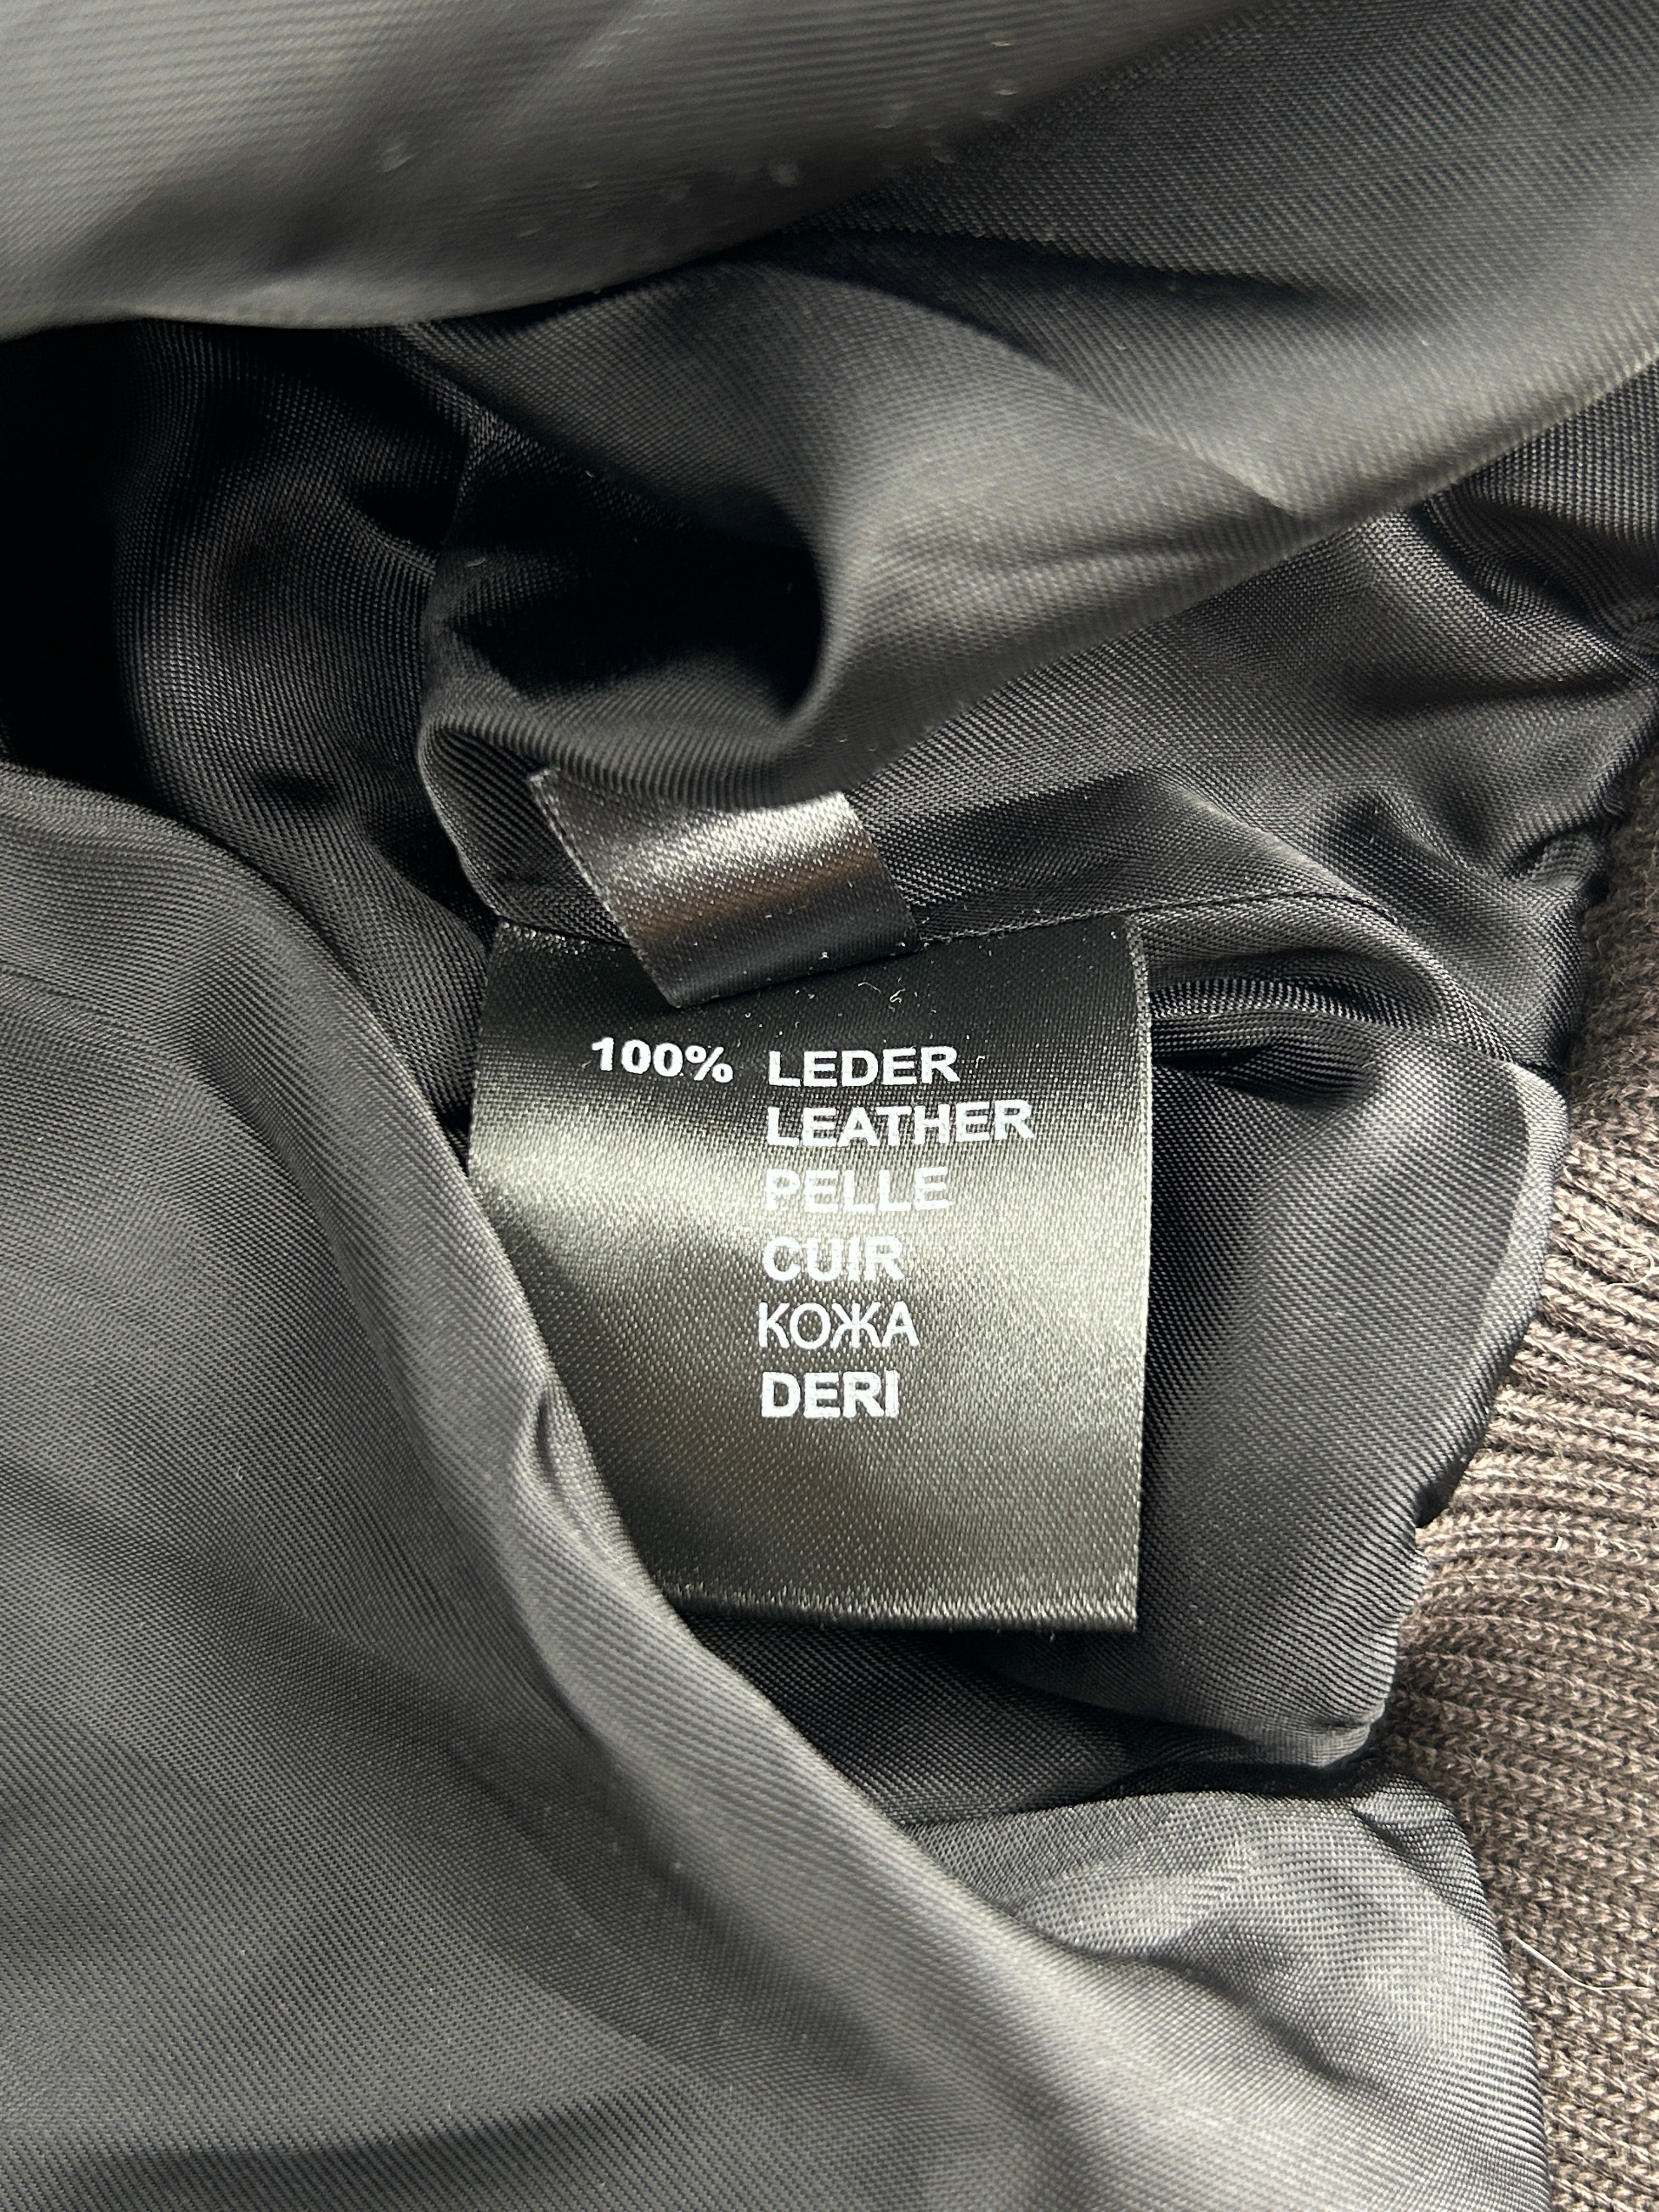 100% LEDER
LEATHER
PELLE
CUIR
КОЖА
DERI